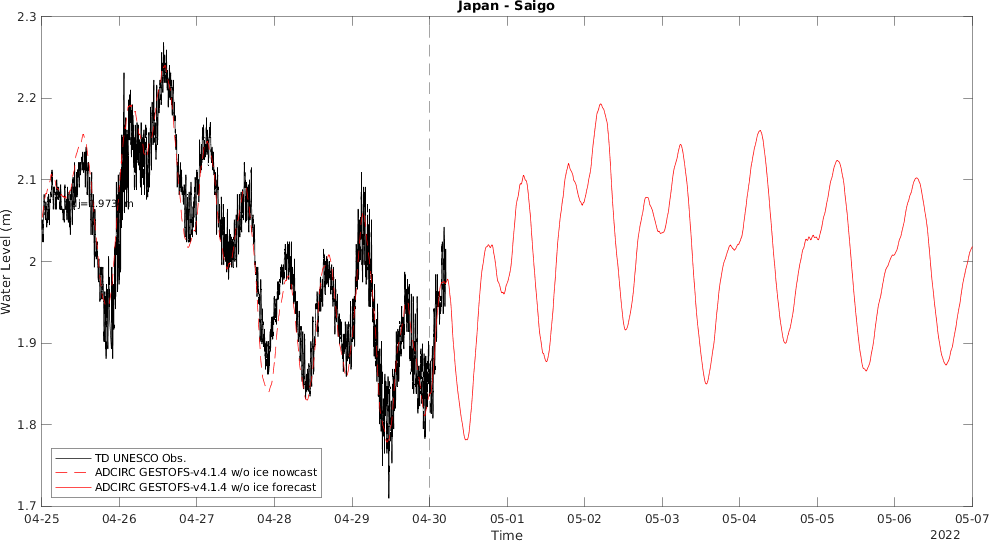 Japan - Saigo
2.3
2.2
2.1
2
1.9
1.8
1.7
Water Level (m)
TD UNESCO Obs.
ADCIRC GESTOFS-v4.1.4 w/o ice nowcast
ADCIRC GESTOFS-v4.1.4 w/o ice forecast
04-25 04-26 04-27 04-28 04-29 04-30 05-01 05-02 05-03 05-04 05-05 05-06 05-07
Time
2022